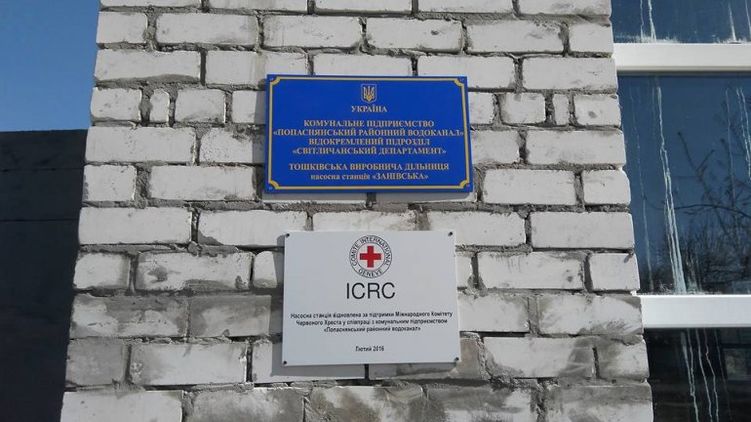 УКРАЇНА
КОМУНАЛЬНЕ ПІДПРИЄМСТВО
«ПОПАСНЯНСЬКИЙ РАЙОННИЙ ВОДОКАНАЛ»
ВІДОКРЕМЛЕНИЙ ПІДРОЗДІЛ
«СВІТЛИЧАНСЬКИЙ ДЕПАРТАМЕНТ»
ТОШКІВСЬКА ВИРОБНИЧА ДІЛЬНИЦЯ
насосна станція «ЗАНІВСЬКА»
COMITE INTERNATIONAL
GENEVE
ICRC
Насосна станція відновлена за підтримки Міжнародного Комітету
Червоного Хреста у співпраці з комунальним підприємством
«Попаснянський районний водоканал»
Лютий 2016